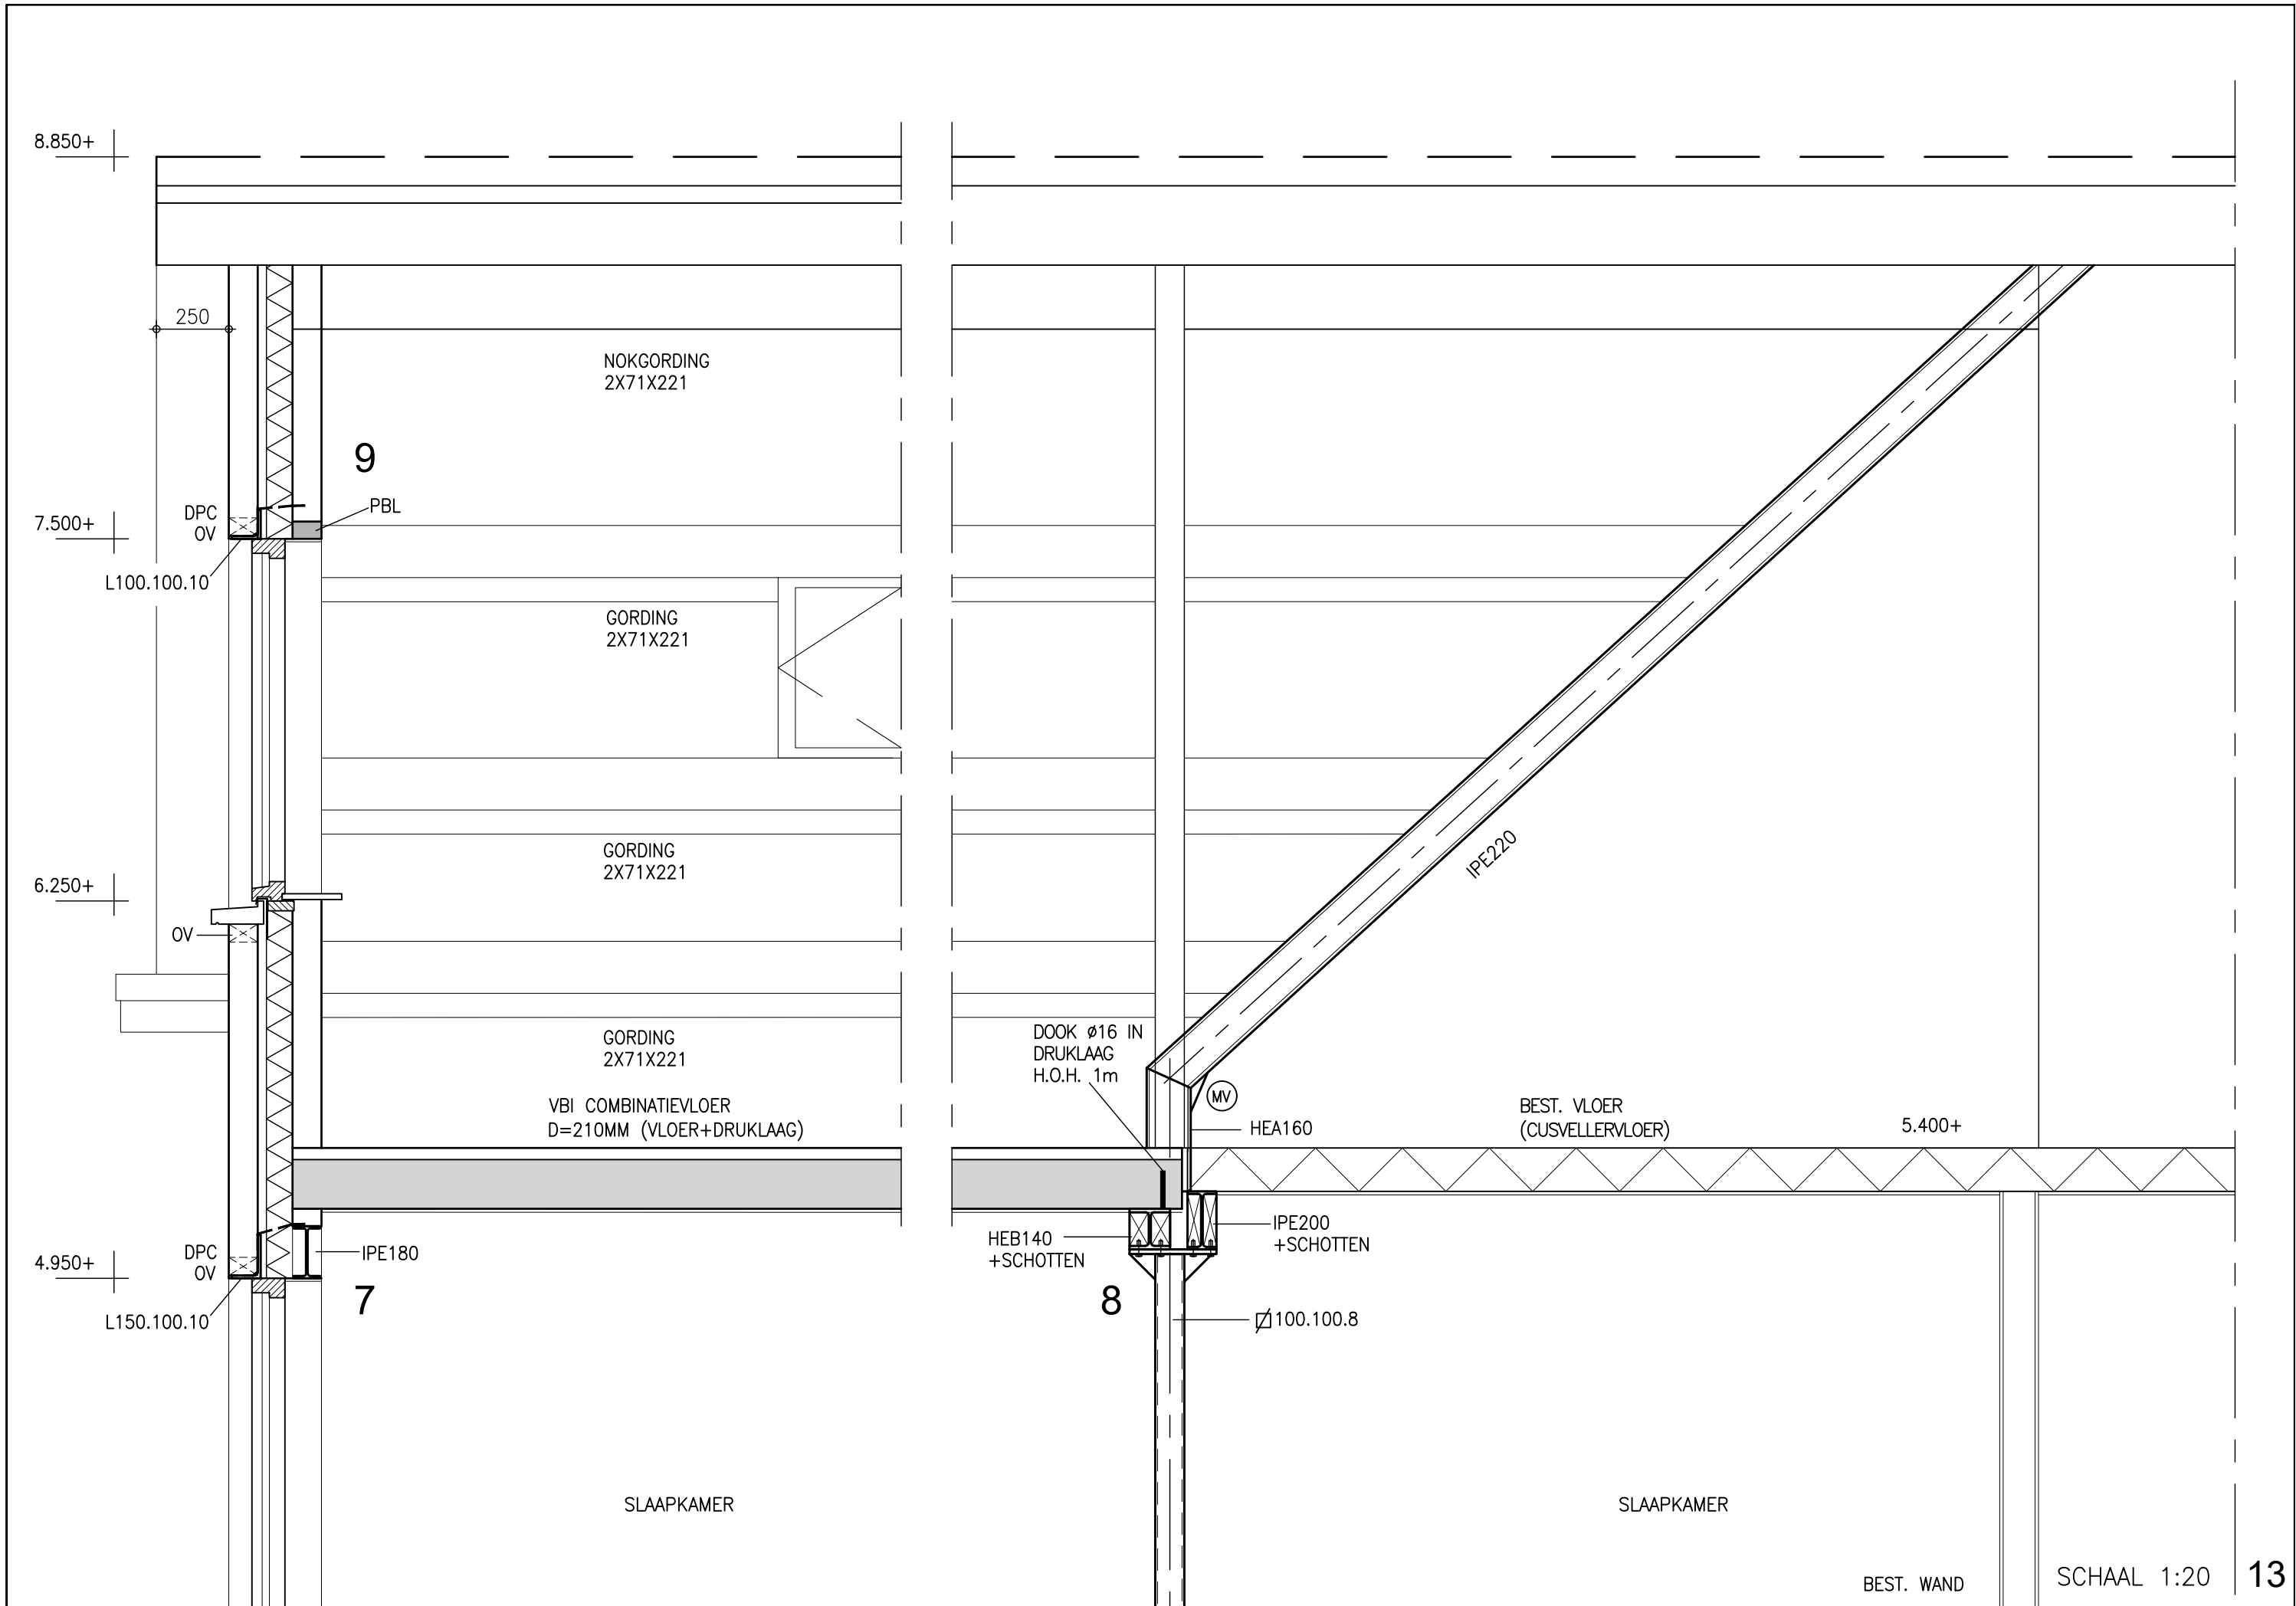 8.850+
250
NOKGORDING
2X71X221
9
PBL
DPC
OV
7.500+
L100.100.10
GORDING
2X71X221
IPE220
GORDING
2X71X221
6.250+
OV
GORDING
2X71X221
DOOK ø16 IN
DRUKLAAG
H.O.H. 1m
MV
VBI COMBINATIEVLOER
D=210MM (VLOER+DRUKLAAG)
HEA160
BEST. VLOER
(CUSVELLERVLOER)
5.400+
IPE180
HEB140
+SCHOTTEN
IPE200
+SCHOTTEN
DPC
OV
4.950+
7
8
L150.100.10
100.100.8
SLAAPKAMER
SLAAPKAMER
BEST. WAND
SCHAAL 1:20
13